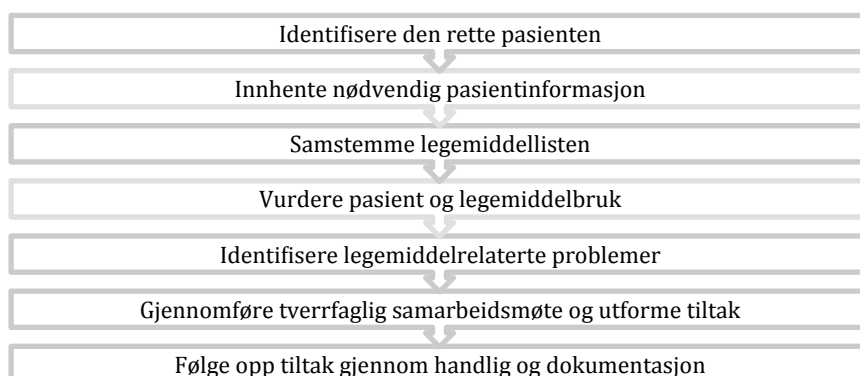 Identifisere den rette pasienten
Innhente nødvendig pasientinformasjon
Samstemme legemiddellisten
Vurdere pasient og legemiddelbruk
Identifisere legemiddelrelaterte problemer
Gjennomføre tverrfaglig samarbeidsmøte og utforme tiltak
Følge opp tiltak gjennom handlig og dokumentasjon